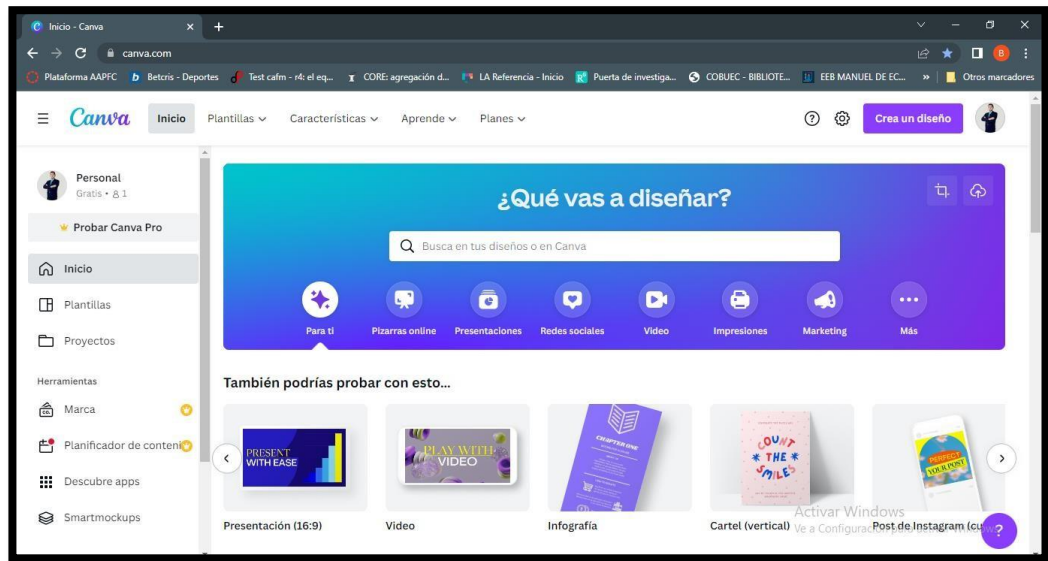 Inicio - Canva
canva.com
B
Plataforma AAPFC
b Betcris - Deportes
Test cafm - r4: el eq...
CORE: agregación d...
LA Referencia - Inicio
Puerta de investiga...
COBUEC - BIBLIOTE...
EEB MANUEL DE EC...
»
Otros marcadores
Canva
Inicio
Plantillas
Características
Aprende
Planes
Crea un diseño
Personal
Gratis • 1
Probar Canva Pro
Inicio
Plantillas
Proyectos
Herramientas
Marca
Planificador de conteni
Descubre apps
Smartmockups
¿Qué vas a diseñar?
Busca en tus diseños o en Canva
Para ti
Pizarras online
Presentaciones
Redes sociales
Video
Impresiones
Marketing
Más
También podrías probar con esto...
PRESENT
WITH EASE
PLAY WITH
VIDEO
CHAPTER ONE
COUNT
* THE *
SMILES
PERFECT
YOUR POST
Presentación (16:9)
Video
Infografía
Cartel (vertical)
Post de Instagram (cu
Activar Windows
Ve a Configuración
?